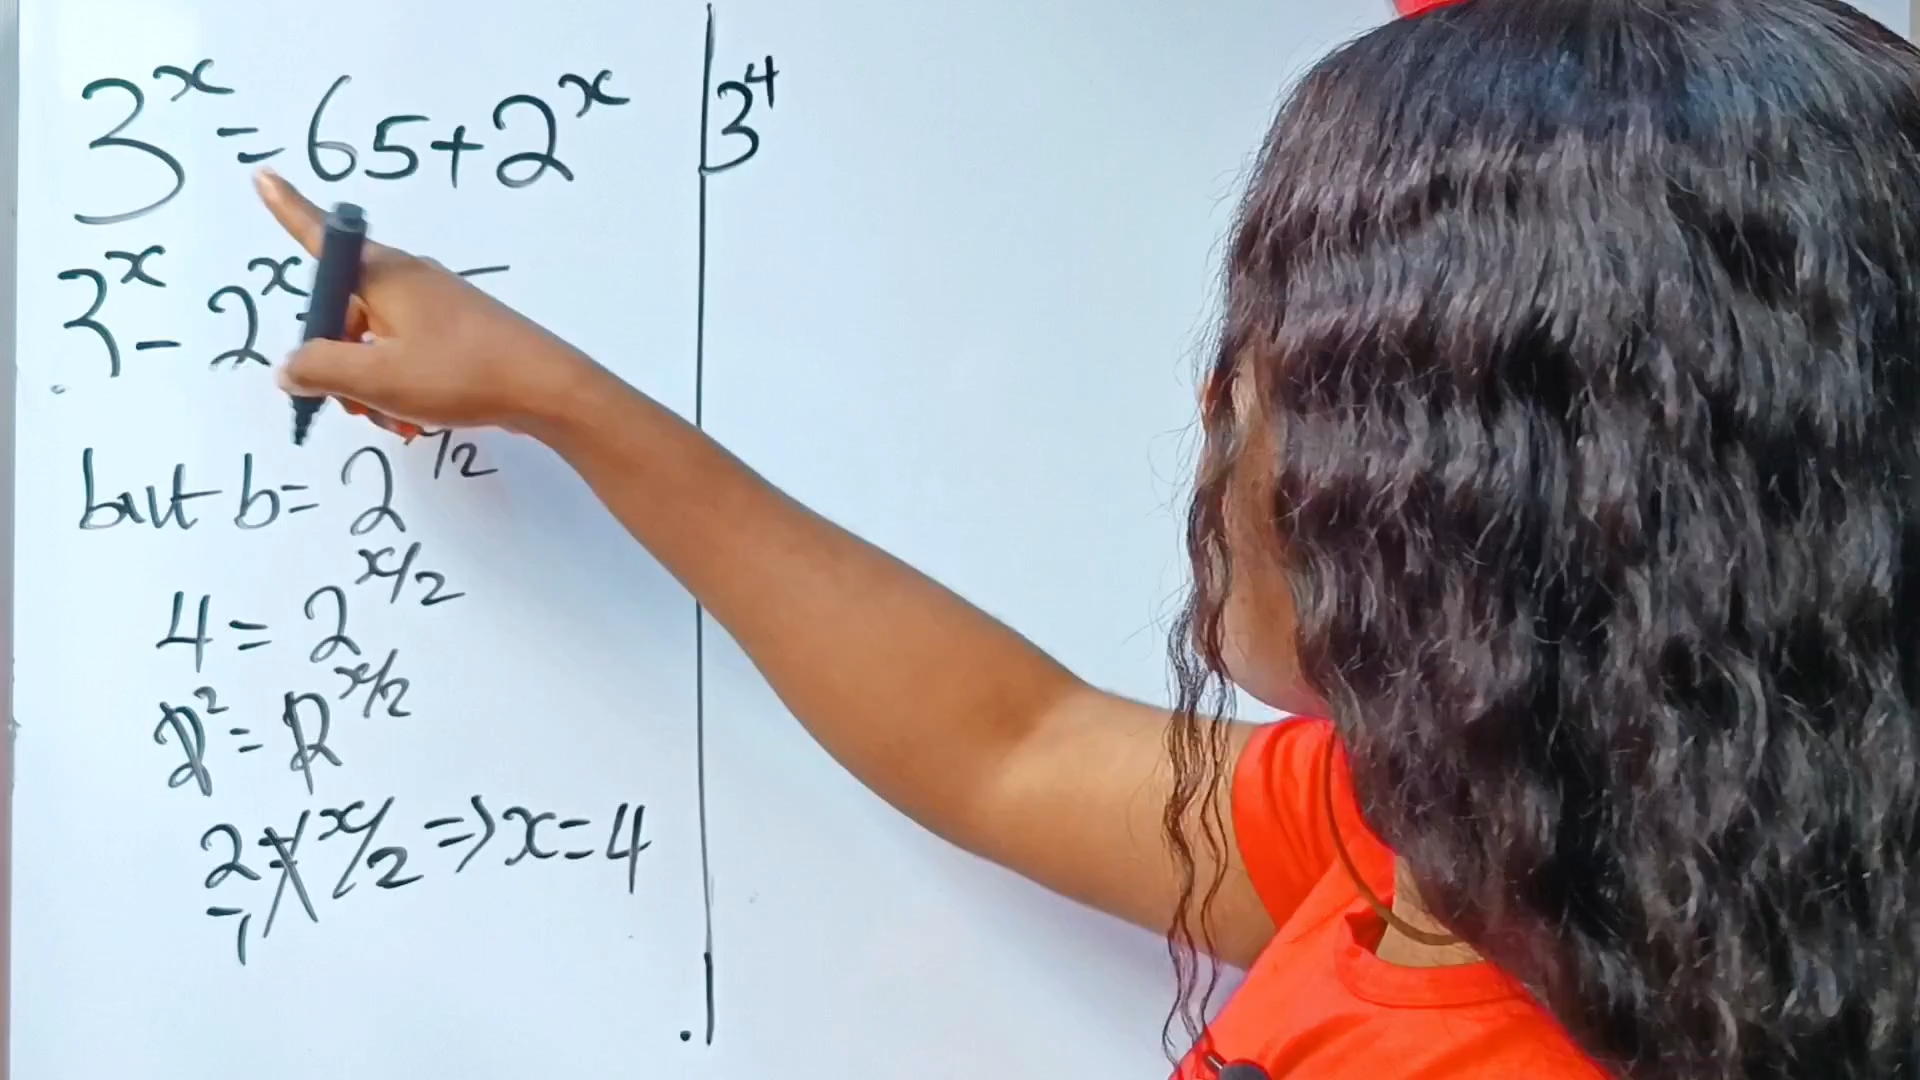 3^x = 65 + 2^x
3^x - 2^x
but b = 2^x/2
4 = 2^x/2
2^2 = 2^x/2
2 = x/2 => x = 4
3^4